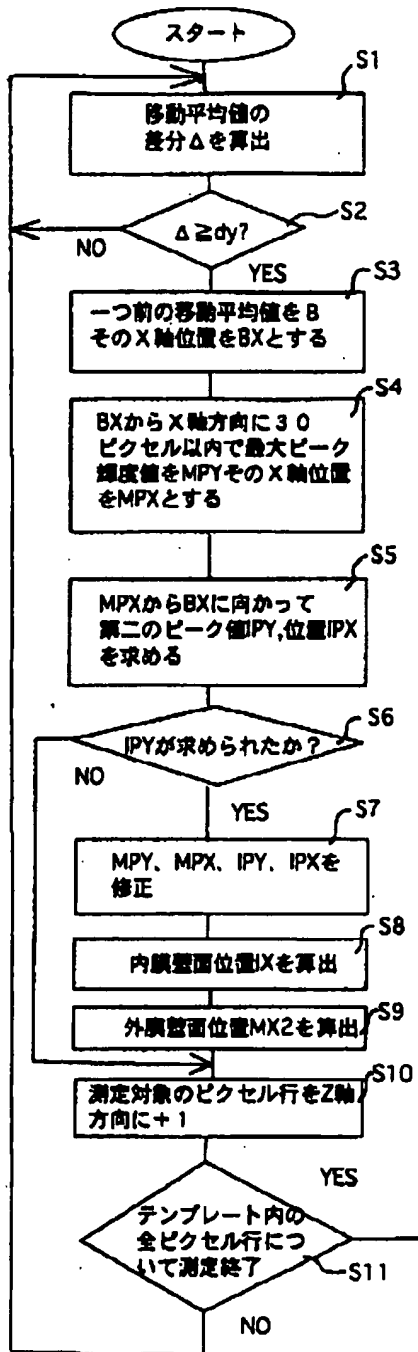 スタート
S1
移動平均値の
差分Δを算出
S2
Δ≧dy?
NO
YES
S3
一つ前の移動平均値をB
そのX軸位置をBXとする
S4
BXからX軸方向に30
ピクセル以内で最大ピーク
輝度値をMPYそのX軸位置
をMPXとする
S5
MPXからBXに向かって
第二のピーク値IPY,位置IPX
を求める
S6
IPYが求められたか？
NO
YES
S7
MPY、MPX、IPY、IPXを
修正
S8
内膜壁面位置IXを算出
S9
外膜壁面位置MX2を算出
S10
測定対象のピクセル行をZ軸
方向に＋1
YES
テンプレート内の
全ピクセル行につ
いて測定終了
S11
NO